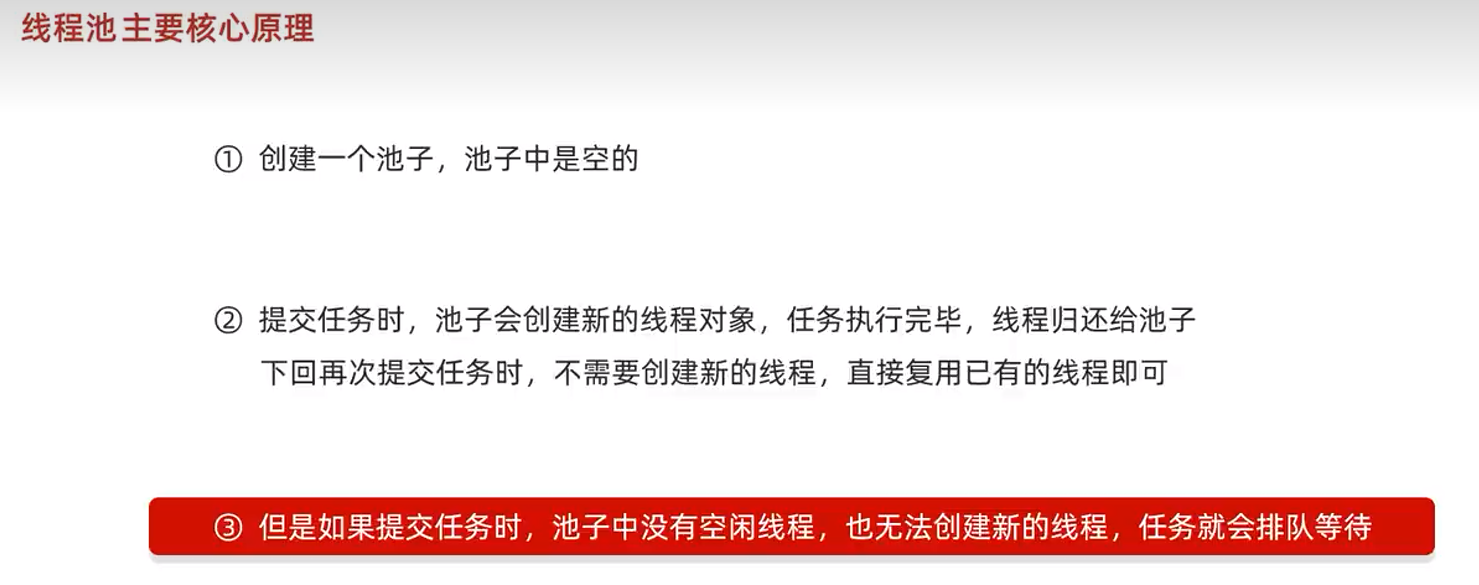 线程池主要核心原理
① 创建一个池子，池子中是空的
② 提交任务时，池子会创建新的线程对象，任务执行完毕，线程归还给池子
下回再次提交任务时，不需要创建新的线程，直接复用已有的线程即可
③ 但是如果提交任务时，池子中没有空闲线程，也无法创建新的线程，任务就会排队等待